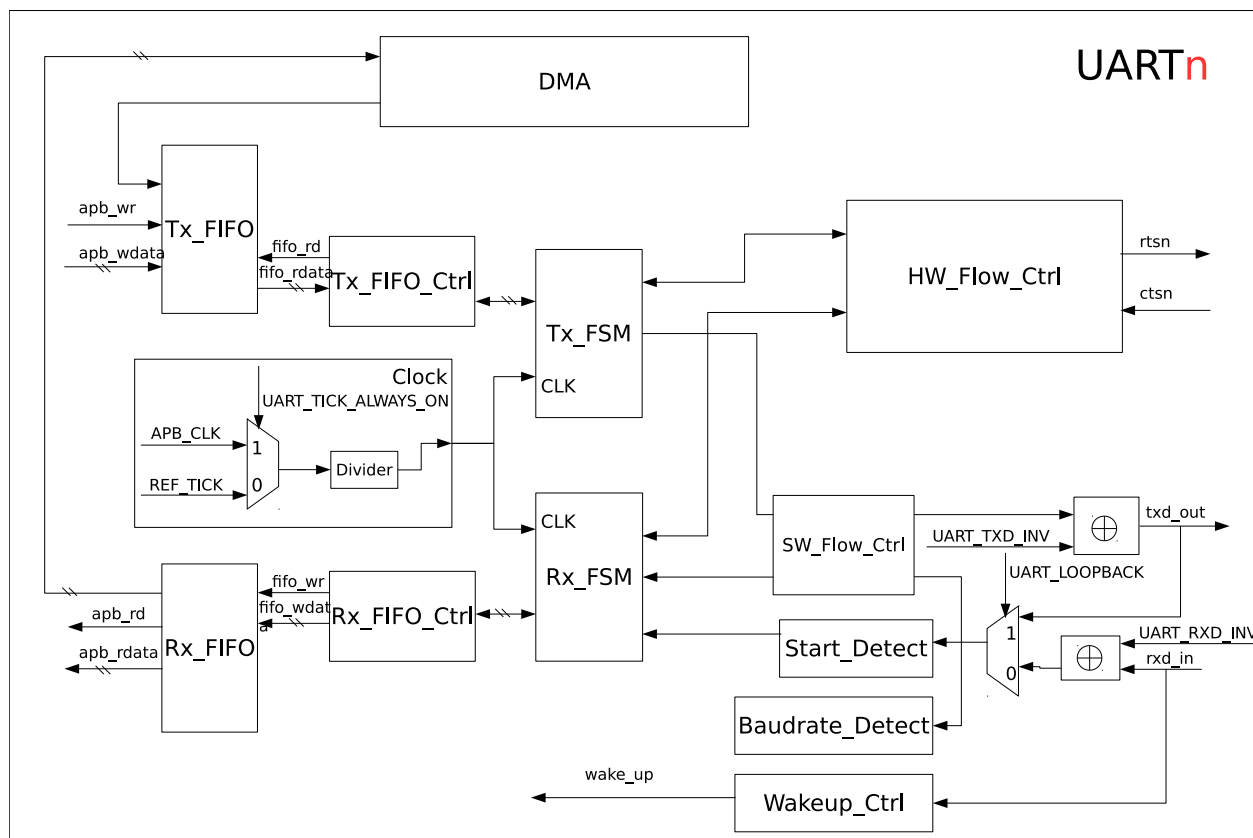 UARTn
DMA
apb_wr
apb_wdata
Tx_FIFO
fifo_rd
fifo_rdata
Tx_FIFO_Ctrl
Tx_FSM
CLK
HW_Flow_Ctrl
rtsn
ctsn
Clock
UART_TICK_ALWAYS_ON
APB_CLK
1
REF_TICK
0
Divider
CLK
Rx_FSM
SW_Flow_Ctrl
UART_TXD_INV
txd_out
UART_LOOPBACK
fifo_wr
fifo_wdat
a
Rx_FIFO_Ctrl
apb_rd
apb_rdata
Rx_FIFO
Start_Detect
1
0
UART_RXD_INV
rxd_in
Baudrate_Detect
wake_up
Wakeup_Ctrl